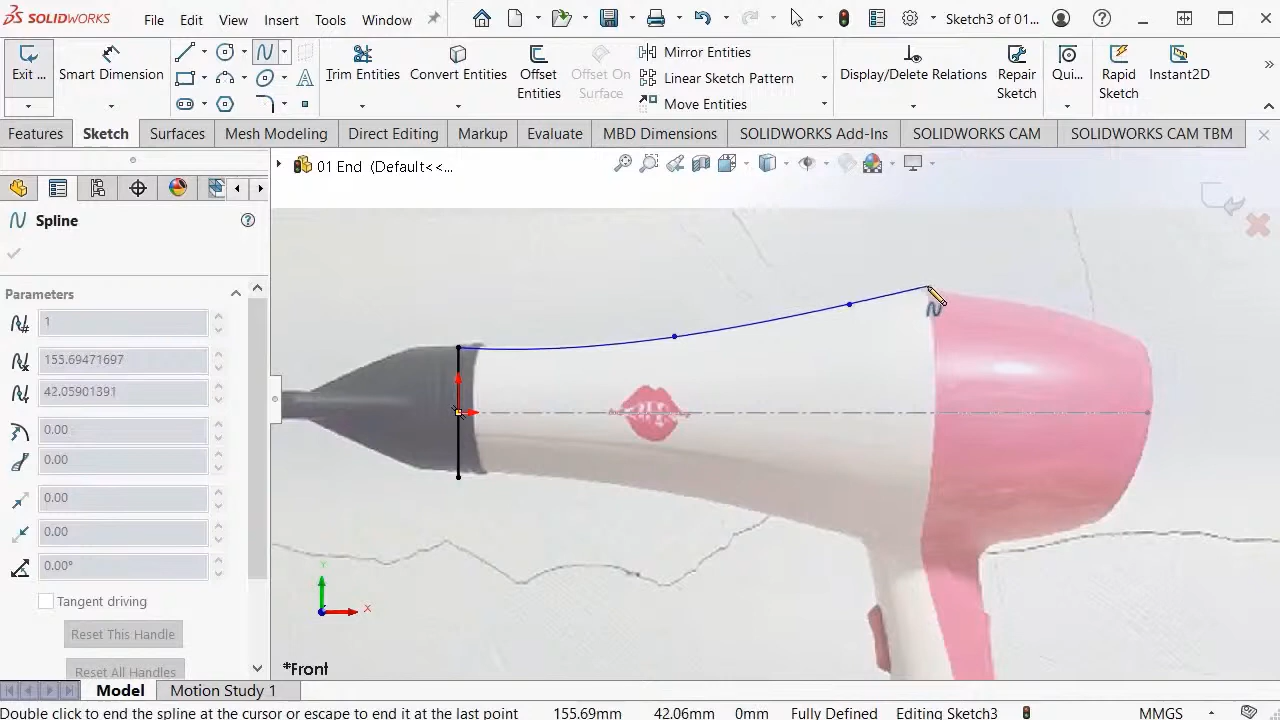 SOLIDWORKS File Edit View Insert Tools Window Sketch3 of 01...
Exit ... Smart Dimension Trim Entities Convert Entities Offset Entities Offset On Surface Mirror Entities Linear Sketch Pattern Move Entities Display/Delete Relations Repair Sketch Qui... Rapid Sketch Instant2D
Features Sketch Surfaces Mesh Modeling Direct Editing Markup Evaluate MBD Dimensions SOLIDWORKS Add-Ins SOLIDWORKS CAM SOLIDWORKS CAM TBM
01 End (Default<<...
Spline
Parameters
1
155.69471697
42.05901391
0.00
0.00
0.00
0.00
0.00°
Tangent driving
Reset This Handle
Reset All Handles
Y
X
*Front
Model Motion Study 1
Double click to end the spline at the cursor or escape to end it at the last point 155.69mm 42.06mm 0mm Fully Defined Editing Sketch3 MMGS